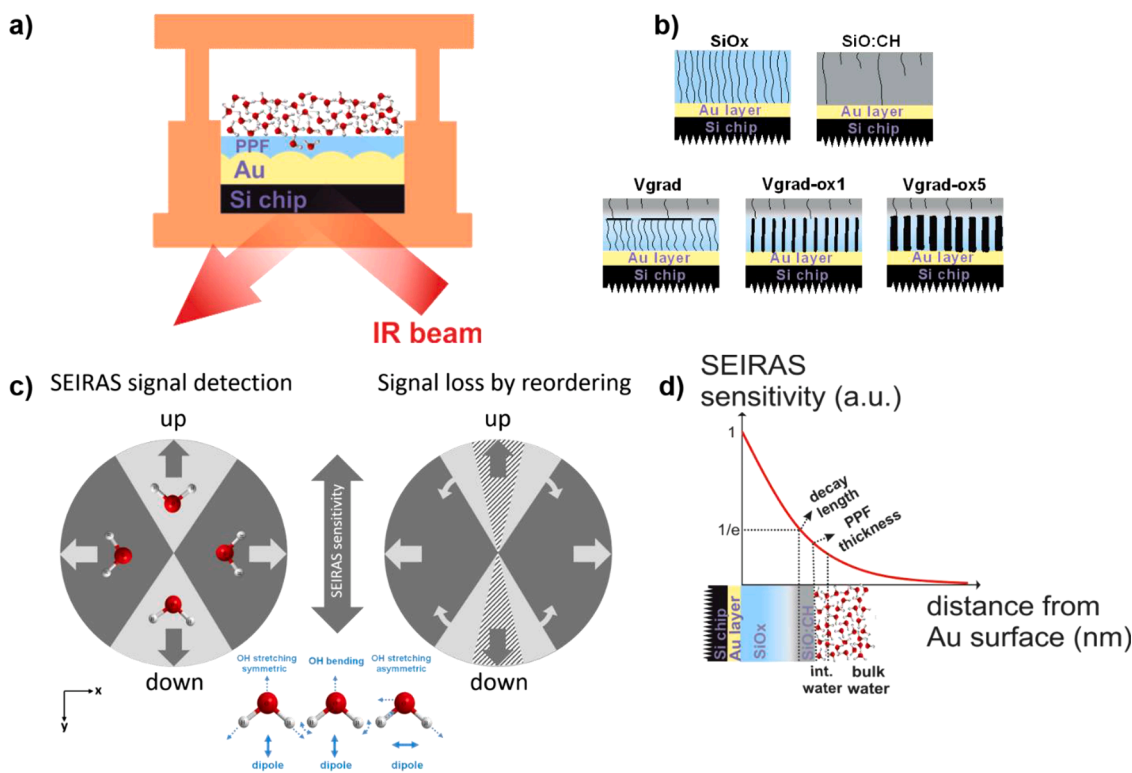 a)
PPF
Au
Si chip
IR beam
b)
SiOx
SiO:CH
Au layer
Au layer
Si chip
Si chip
Vgrad
Vgrad-ox1
Vgrad-ox5
Au layer
Au layer
Au layer
Si chip
Si chip
Si chip
c)
SEIRAS signal detection
up
down
SEIRAS sensitivity
Signal loss by reordering
up
down
x
y
OH stretching
symmetric
OH bending
OH stretching
asymmetric
dipole
dipole
dipole
d)
SEIRAS
sensitivity (a.u.)
1
1/e
decay
length
PPF
thickness
distance from
Au surface (nm)
Si chip
Au layer
SiOx
SiO:CH
int.
water
bulk
water